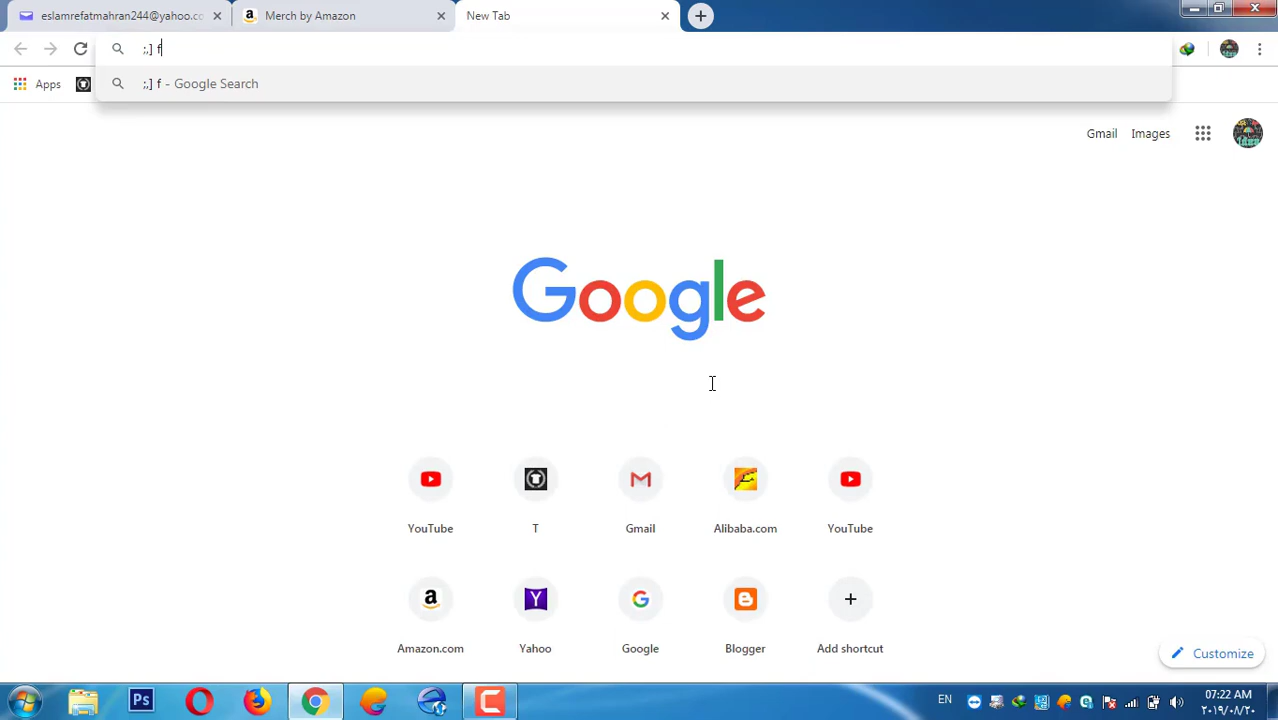 eslamrefatmahran244@yahoo.co
Merch by Amazon
New Tab
;,] f
Apps
;,] f - Google Search
Gmail
Images
Google
YouTube
T
Gmail
Alibaba.com
YouTube
Amazon.com
Yahoo
Google
Blogger
Add shortcut
Customize
Ps
EN
07:22 AM
٢٠١٩/٠٨/٢٠